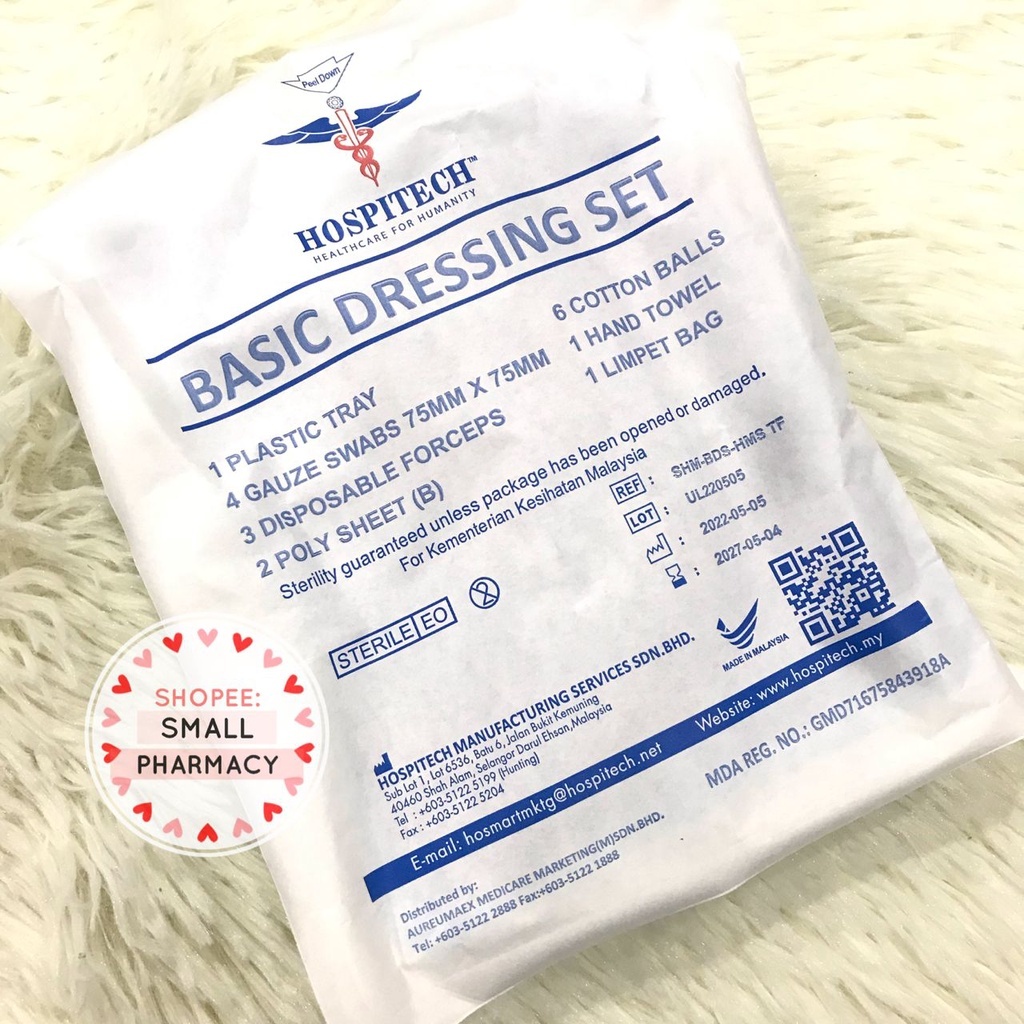 Peel Down
HOSPITECH™
HEALTHCARE FOR HUMANITY
BASIC DRESSING SET
1 PLASTIC TRAY
4 GAUZE SWABS 75MM X 75MM
3 DISPOSABLE FORCEPS
2 POLY SHEET (B)
6 COTTON BALLS
1 HAND TOWEL
1 LIMPET BAG
Sterility guaranteed unless package has been opened or damaged.
For Kementerian Kesihatan Malaysia
REF : SHM-BDS-HMS TF
LOT : UL220505
: 2022-05-05
: 2027-05-04
STERILE EO
2
MADE IN MALAYSIA
HOSPITECH MANUFACTURING SERVICES SDN.BHD.
Sub Lot 1, Lot 6536, Batu 6, Jalan Bukit Kemuning
40460 Shah Alam, Selangor Darul Ehsan, Malaysia
Tel : +603-5122 5199 (Hunting)
Fax : +603-5122 5204
E-mail: hosmartmktg@hospitech.net Website: www.hospitech.my
MDA REG. NO.: GMD71675843918A
Distributed by:
AUREUMAEX MEDICARE MARKETING(M)SDN.BHD.
Tel: +603-5122 2888 Fax:+603-5122 1888
SHOPEE:
SMALL
PHARMACY